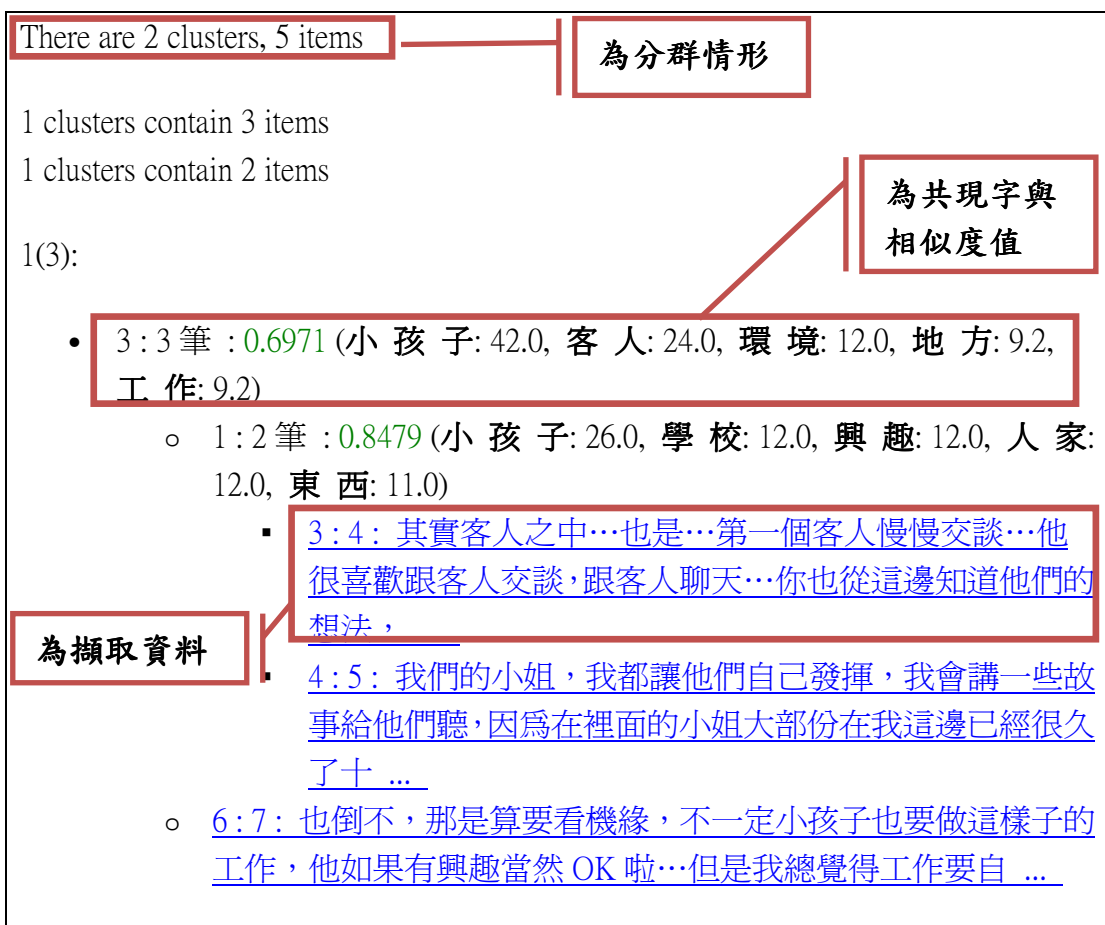 There are 2 clusters, 5 items
為分群情形
1 clusters contain 3 items
1 clusters contain 2 items
為共現字與
相似度值
1(3):
• 3 : 3 筆 : 0.6971 (小 孩 子: 42.0, 客 人: 24.0, 環 境: 12.0, 地 方: 9.2,
工 作: 9.2)
o 1 : 2 筆 : 0.8479 (小 孩 子: 26.0, 學 校: 12.0, 興 趣: 12.0, 人 家:
12.0, 東 西: 11.0)
▪ 3 : 4 : 其實客人之中…也是…第一個客人慢慢交談…他
很喜歡跟客人交談，跟客人聊天…你也從這邊知道他們的
想法，
為擷取資料
▪ 4 : 5 : 我們的小姐，我都讓他們自己發揮，我會講一些故
事給他們聽，因爲在裡面的小姐大部份在我這邊已經很久
了十 ...
o 6 : 7 : 也倒不，那是算要看機緣，不一定小孩子也要做這樣子的
工作，他如果有興趣當然 OK 啦…但是我總覺得工作要自 ...